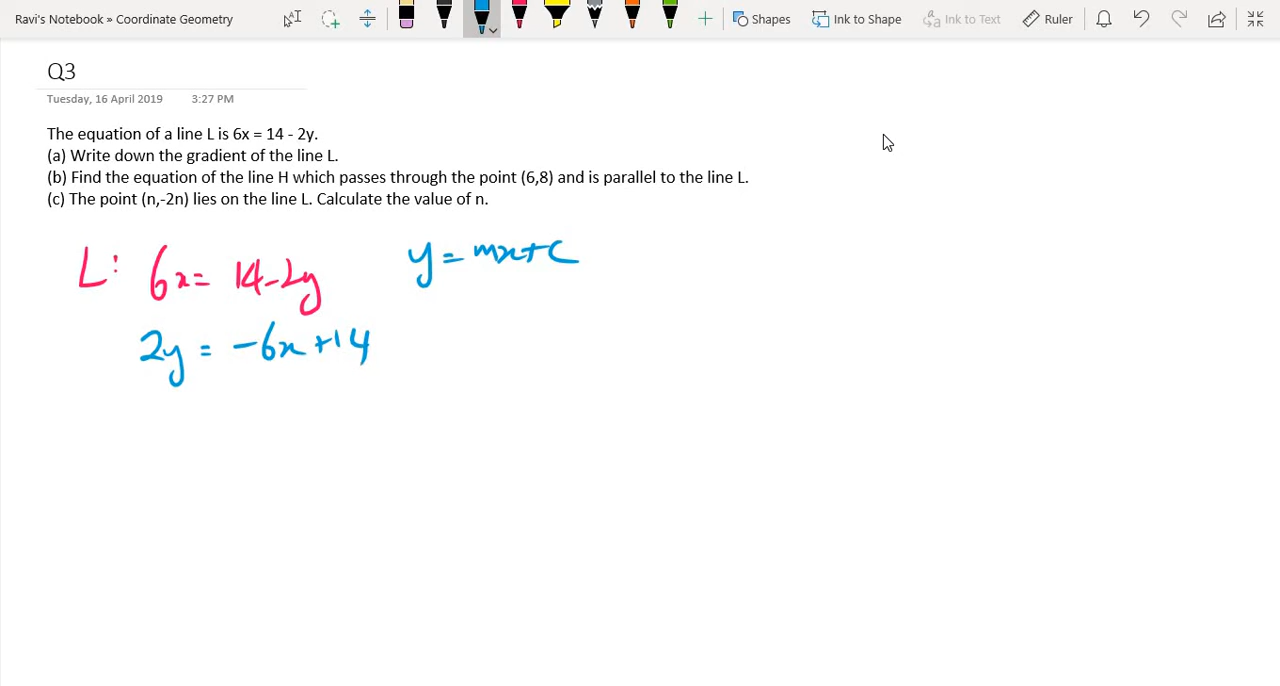 Ravi's Notebook » Coordinate Geometry
Shapes
Ink to Shape
Ink to Text
Ruler
Q3
Tuesday, 16 April 2019 3:27 PM
The equation of a line L is 6x = 14 - 2y.
(a) Write down the gradient of the line L.
(b) Find the equation of the line H which passes through the point (6,8) and is parallel to the line L.
(c) The point (n,-2n) lies on the line L. Calculate the value of n.
L: 6x = 14-2y y = mx+c
2y = -6x +14